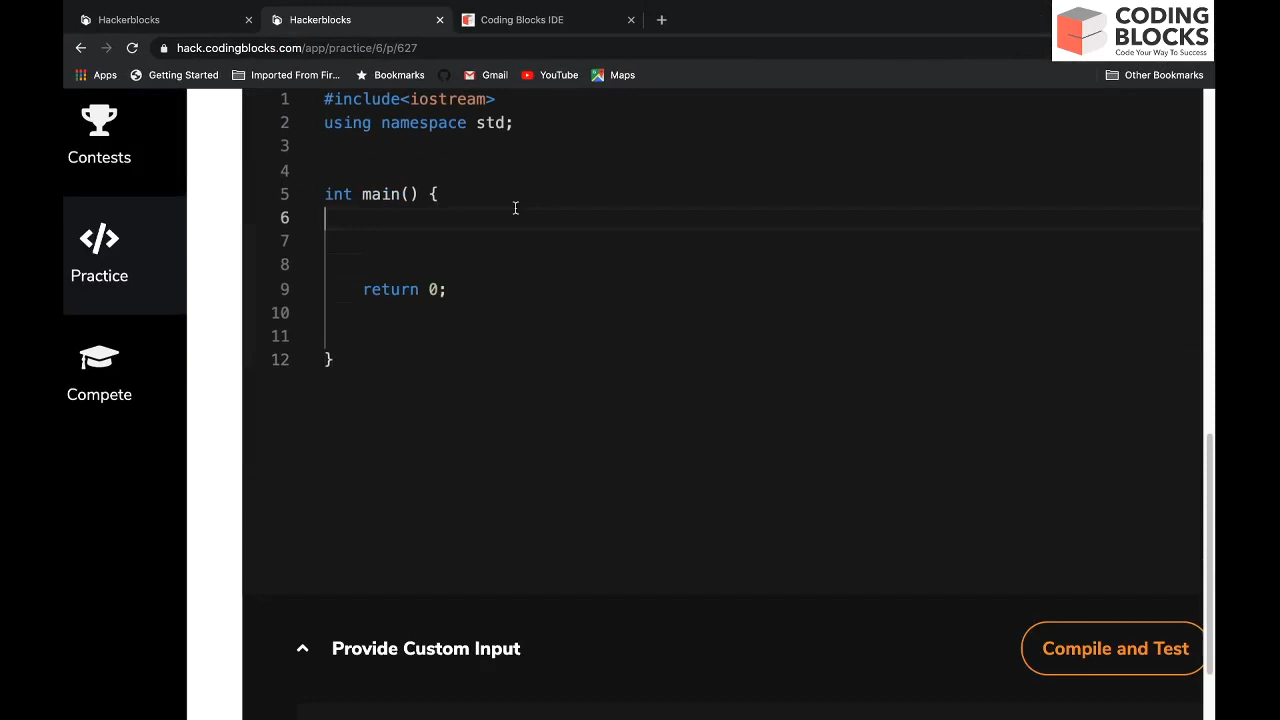 Hackerblocks
Hackerblocks
Coding Blocks IDE
hack.codingblocks.com/app/practice/6/p/627
CODING
BLOCKS
Code Your Way To Success
Apps
Getting Started
Imported From Fir...
Bookmarks
Gmail
YouTube
Maps
Other Bookmarks
Contests
Practice
Compete
1 #include<iostream>
2 using namespace std;
3
4
5 int main() {
6
7
8
9 return 0;
10
11
12 }
Provide Custom Input
Compile and Test